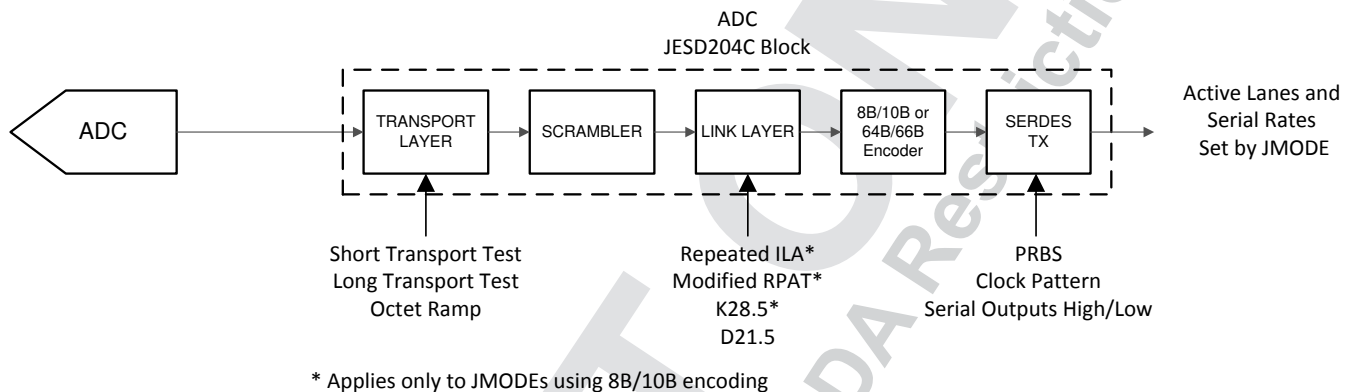 ADC
JESD204C Block
ADC
TRANSPORT
LAYER
SCRAMBLER
LINK LAYER
8B/10B or
64B/66B
Encoder
SERDES
TX
Active Lanes and
Serial Rates
Set by JMODE
Short Transport Test
Long Transport Test
Octet Ramp
Repeated ILA*
Modified RPAT*
K28.5*
D21.5
PRBS
Clock Pattern
Serial Outputs High/Low
* Applies only to JMODEs using 8B/10B encoding